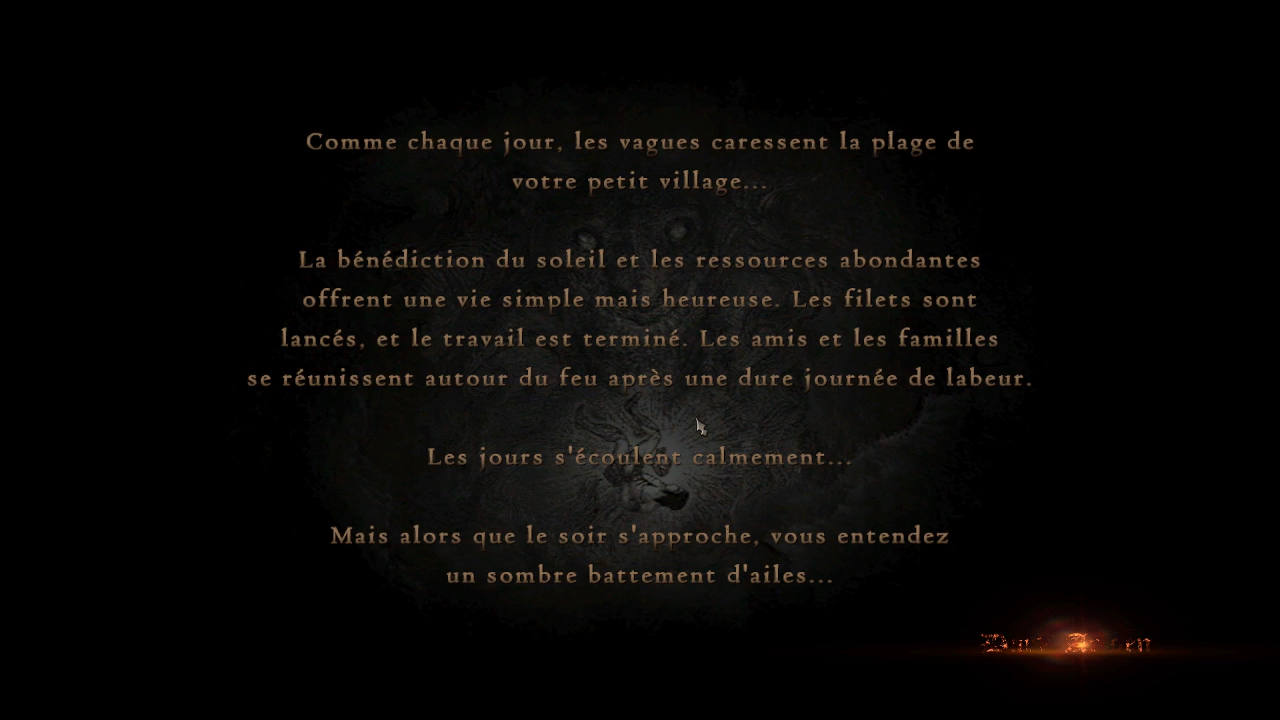 Comme chaque jour, les vagues caressent la plage de
votre petit village...
La bénédiction du soleil et les ressources abondantes
offrent une vie simple mais heureuse. Les filets sont
lancés, et le travail est terminé. Les amis et les familles
se réunissent autour du feu après une dure journée de labeur.
Les jours s'écoulent calmement...
Mais alors que le soir s'approche, vous entendez
un sombre battement d'ailes...